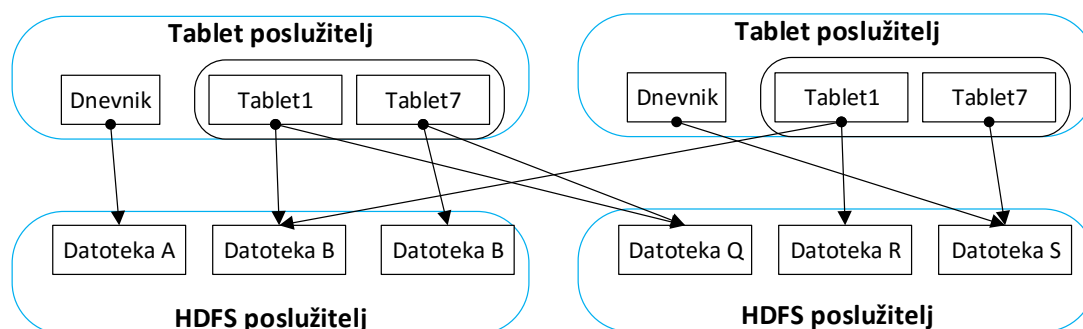 Tablet poslužitelj
Tablet poslužitelj
Dnevnik
Tablet1
Tablet7
Dnevnik
Tablet1
Tablet7
Datoteka A
Datoteka B
Datoteka B
Datoteka Q
Datoteka R
Datoteka S
HDFS poslužitelj
HDFS poslužitelj